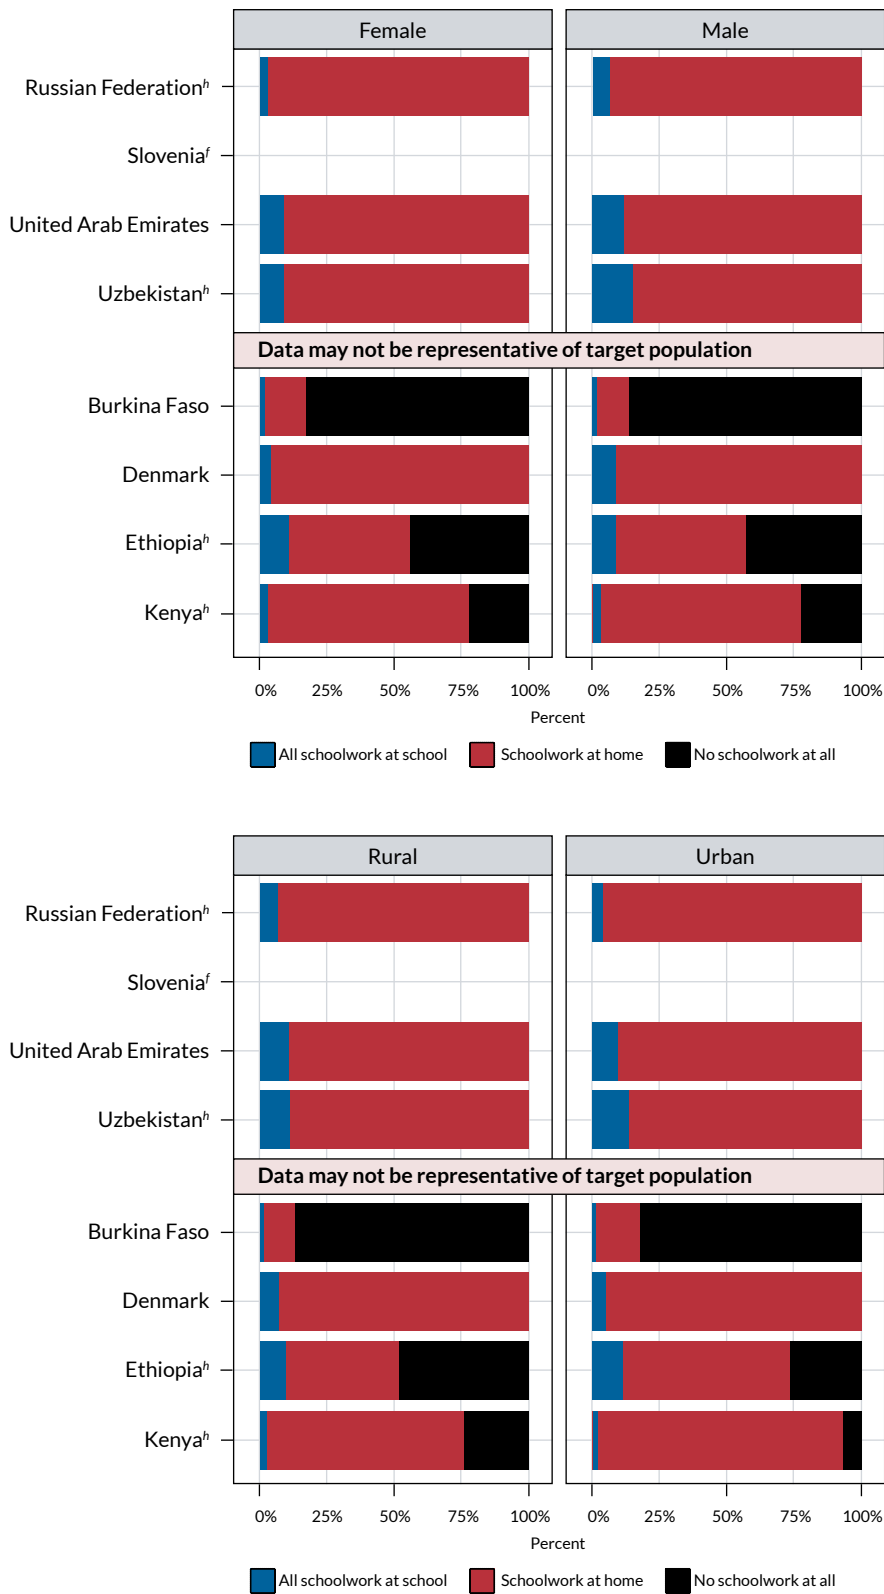 Female Male
Russian Federationʰ
Sloveniaᶠ
United Arab Emirates
Uzbekistanʰ
Data may not be representative of target population
Burkina Faso
Denmark
Ethiopiaʰ
Kenyaʰ
0% 25% 50% 75% 100% 0% 25% 50% 75% 100%
Percent
All schoolwork at school Schoolwork at home No schoolwork at all
Rural Urban
Russian Federationʰ
Sloveniaᶠ
United Arab Emirates
Uzbekistanʰ
Data may not be representative of target population
Burkina Faso
Denmark
Ethiopiaʰ
Kenyaʰ
0% 25% 50% 75% 100% 0% 25% 50% 75% 100%
Percent
All schoolwork at school Schoolwork at home No schoolwork at all